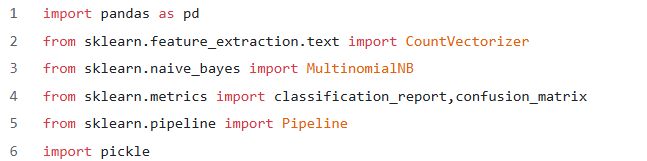 1 import pandas as pd
2 from sklearn.feature_extraction.text import CountVectorizer
3 from sklearn.naive_bayes import MultinomialNB
4 from sklearn.metrics import classification_report,confusion_matrix
5 from sklearn.pipeline import Pipeline
6 import pickle